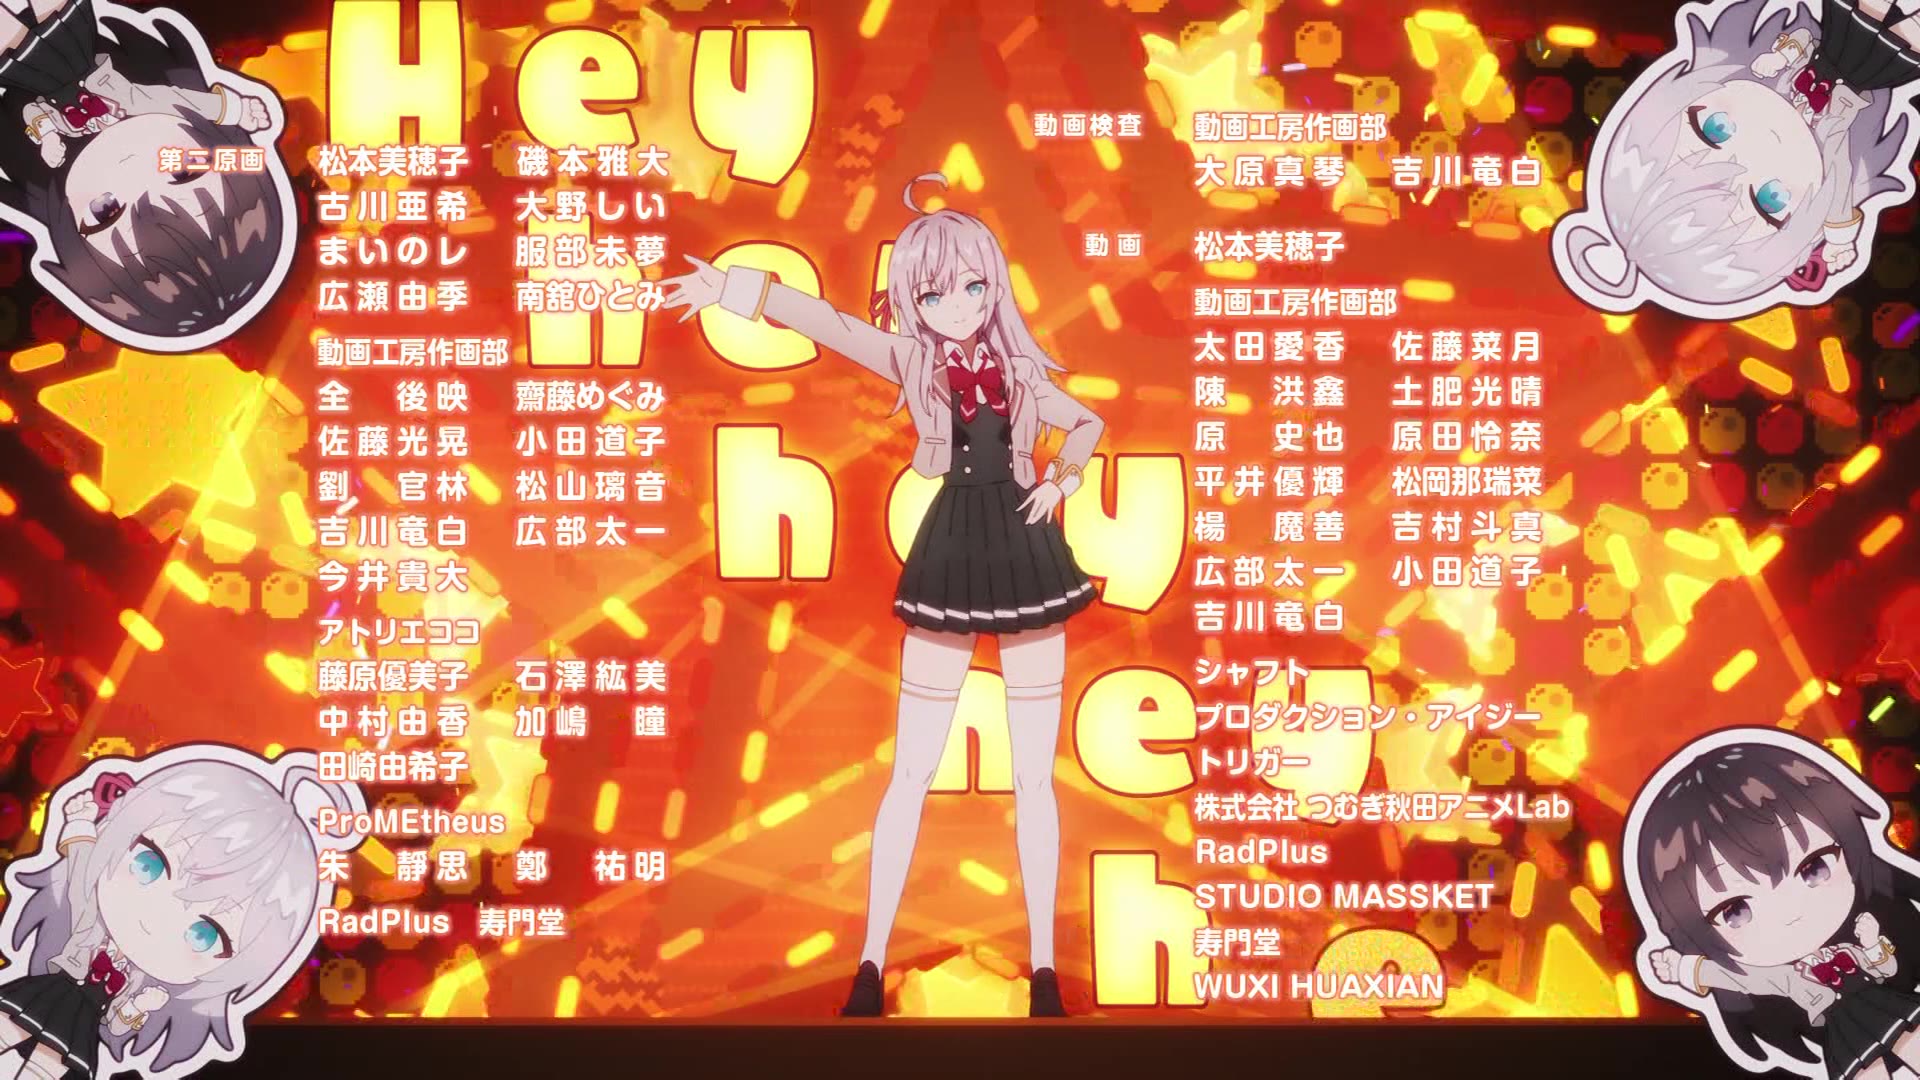 Hey
hey
hey
hey
he
第二原画
松本美穂子 磯本雅大
古川亜希 大野しい
まいのレ 服部未夢
広瀬由季 南舘ひとみ
動画工房作画部
全 後映 齋藤めぐみ
佐藤光晃 小田道子
劉 官林 松山璃音
吉川竜白 広部太一
今井貴大
アトリエココ
藤原優美子 石澤紘美
中村由香 加嶋 瞳
田崎由希子
ProMEtheus
朱 靜思 鄭 祐明
RadPlus 寿門堂
動画検査
動画工房作画部
大原真琴 吉川竜白
動画
松本美穂子
動画工房作画部
太田愛香 佐藤菜月
陳 洪鑫 土肥光晴
原 史也 原田怜奈
平井優輝 松岡那瑞菜
楊 魔善 吉村斗真
広部太一 小田道子
吉川竜白
シャフト
プロダクション・アイジー
トリガー
株式会社 つむぎ秋田アニメLab
RadPlus
STUDIO MASSKET
寿門堂
WUXI HUAXIAN